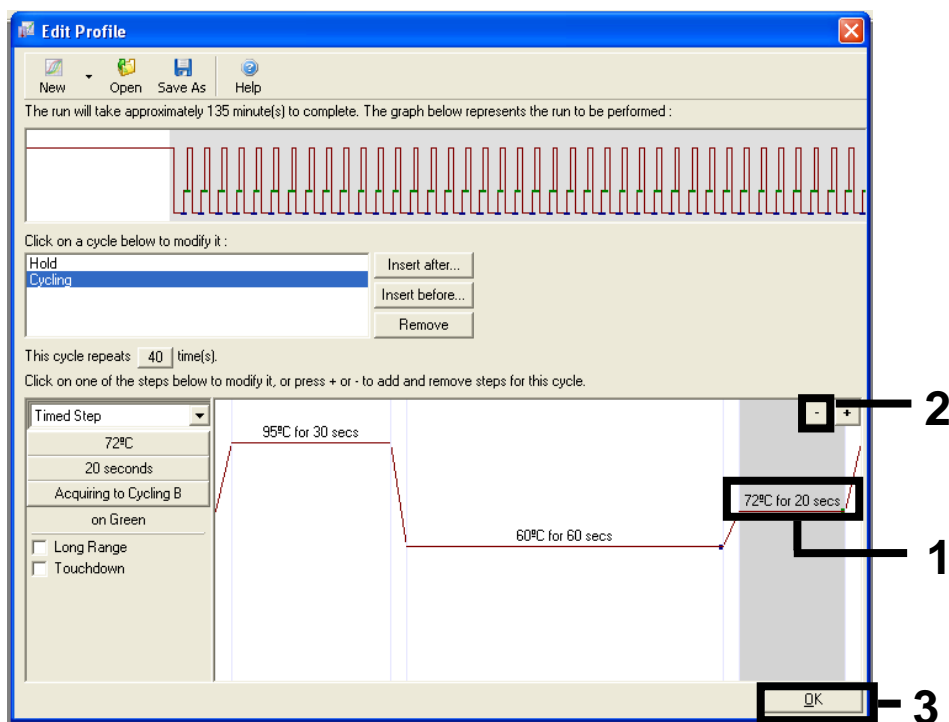 Edit Profile
New Open Save As Help
The run will take approximately 135 minute(s) to complete. The graph below represents the run to be performed :
Click on a cycle below to modify it :
Hold
Cycling
Insert after...
Insert before...
Remove
This cycle repeats 40 time(s).
Click on one of the steps below to modify it, or press + or - to add and remove steps for this cycle.
Timed Step
72ºC
20 seconds
Acquiring to Cycling B
on Green
Long Range
Touchdown
95ºC for 30 secs
60ºC for 60 secs
72ºC for 20 secs
- +
2
1
OK
3